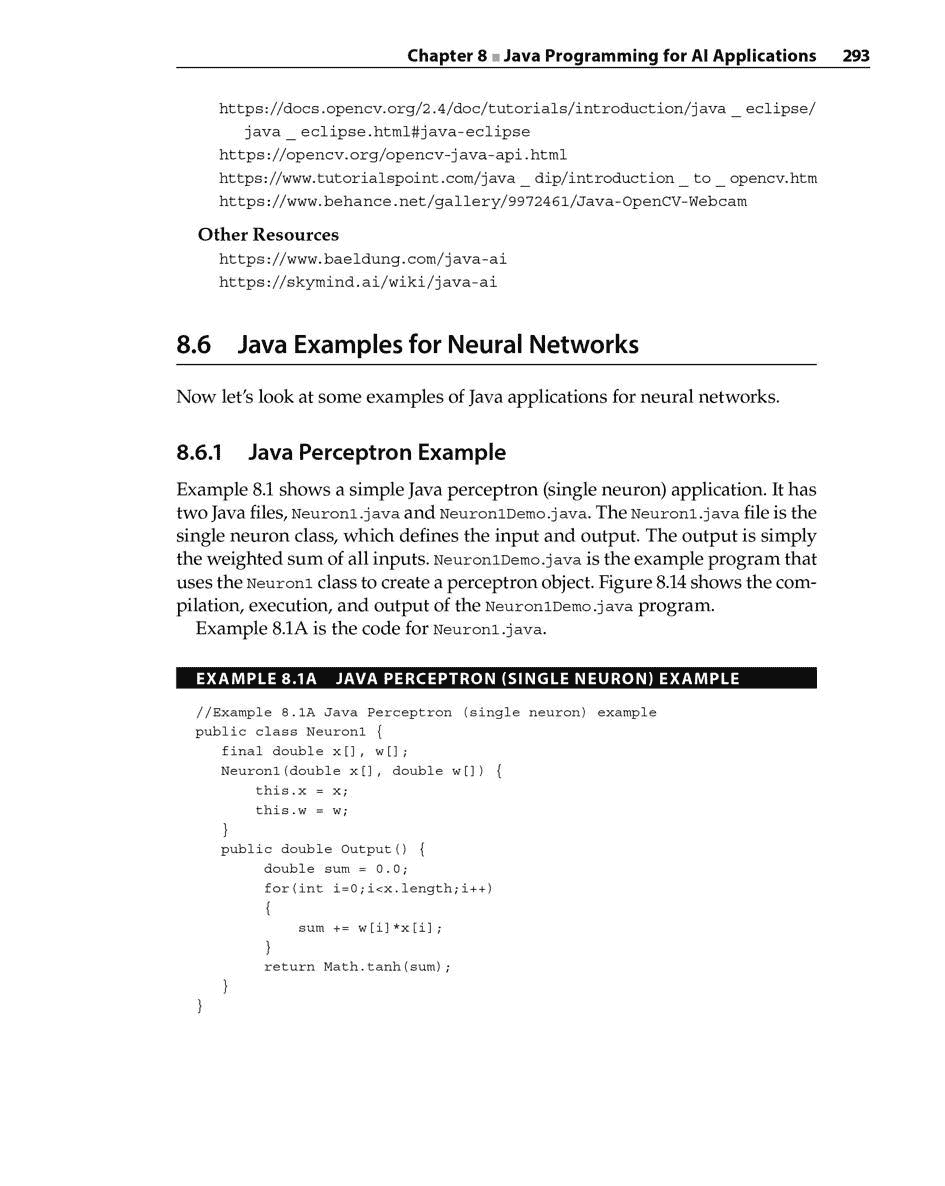 Chapter 8 ■ Java Programming for AI Applications 293
https://docs.opencv.org/2.4/doc/tutorials/introduction/java _ eclipse/
java _ eclipse.html#java-eclipse
https://opencv.org/opencv-java-api.html
https://www.tutorialspoint.com/java _ dip/introduction _ to _ opencv.htm
https://www.behance.net/gallery/9972461/Java-OpenCV-Webcam
Other Resources
https://www.baeldung.com/java-ai
https://skymind.ai/wiki/java-ai
8.6 Java Examples for Neural Networks
Now let’s look at some examples of Java applications for neural networks.
8.6.1 Java Perceptron Example
Example 8.1 shows a simple Java perceptron (single neuron) application. It has
two Java files, Neuron1.java and Neuron1Demo.java. The Neuron1.java file is the
single neuron class, which defines the input and output. The output is simply
the weighted sum of all inputs. Neuron1Demo.java is the example program that
uses the Neuron1 class to create a perceptron object. Figure 8.14 shows the com-
pilation, execution, and output of the Neuron1Demo.java program.
Example 8.1A is the code for Neuron1.java.
EXAMPLE 8.1A JAVA PERCEPTRON (SINGLE NEURON) EXAMPLE
//Example 8.1A Java Perceptron (single neuron) example
public class Neuron1 {
final double x[], w[];
Neuron1(double x[], double w[]) {
this.x = x;
this.w = w;
}
public double Output() {
double sum = 0.0;
for(int i=0;i<x.length;i++)
{
sum += w[i]*x[i];
}
return Math.tanh(sum);
}
}